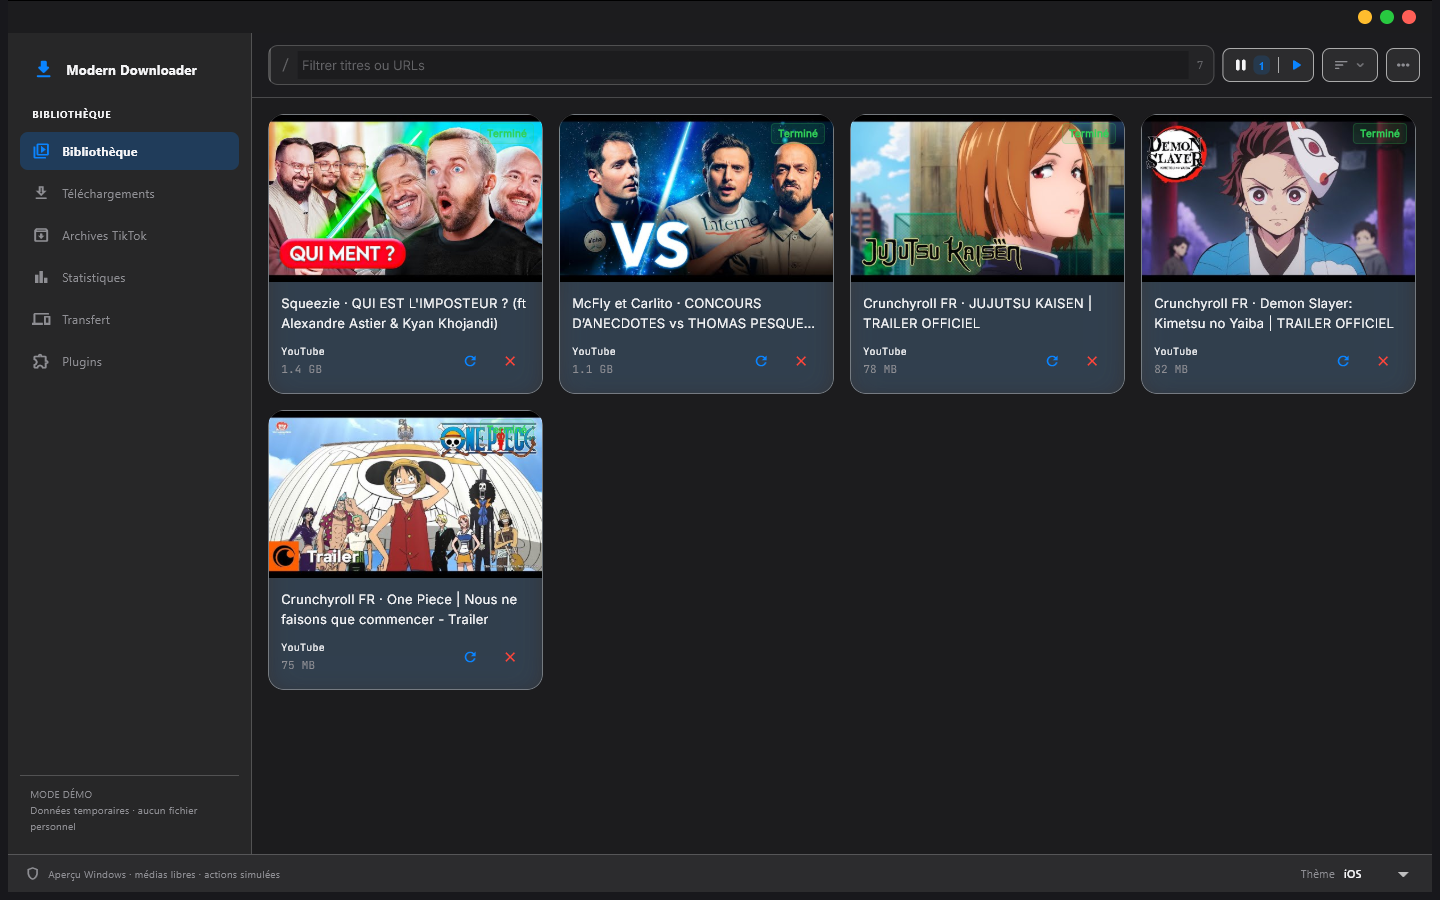 Modern Downloader
BIBLIOTHÈQUE
Bibliothèque
Téléchargements
Archives TikTok
Statistiques
Transfert
Plugins
MODE DÉMO
Données temporaires · aucun fichier
personnel
/ Filtrer titres ou URLs 7
1
Terminé
QUI MENT ?
Squeezie · QUI EST L'IMPOSTEUR ? (ft
Alexandre Astier & Kyan Khojandi)
YouTube
1.4 GB
Terminé
Interne
VS
McFly et Carlito · CONCOURS
D'ANECDOTES vs THOMAS PESQUE...
YouTube
1.1 GB
Terminé
JUJUTSU KAISEN
Crunchyroll FR · JUJUTSU KAISEN |
TRAILER OFFICIEL
YouTube
78 MB
DEMON
SLAYER
Terminé
Crunchyroll FR · Demon Slayer:
Kimetsu no Yaiba | TRAILER OFFICIEL
YouTube
82 MB
ONE PIECE
Trailer
Crunchyroll FR · One Piece | Nous ne
faisons que commencer - Trailer
YouTube
75 MB
Aperçu Windows · médias libres · actions simulées
Thème iOS